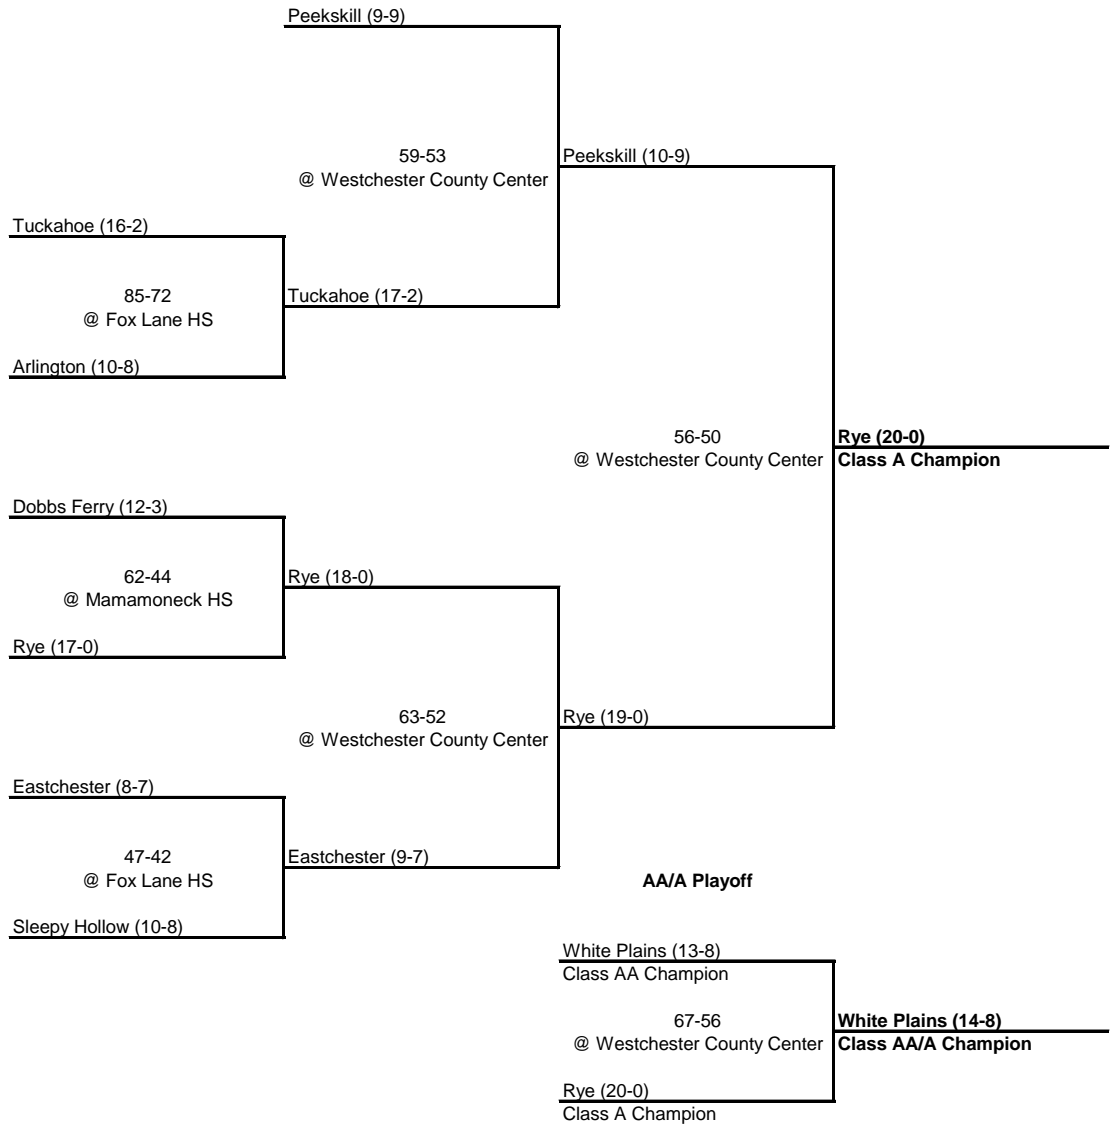 Peekskill (9-9)
59-53
@ Westchester County Center
Peekskill (10-9)
Tuckahoe (16-2)
85-72
@ Fox Lane HS
Tuckahoe (17-2)
Arlington (10-8)
56-50
@ Westchester County Center
Rye (20-0)
Class A Champion
Dobbs Ferry (12-3)
62-44
@ Mamamoneck HS
Rye (18-0)
Rye (17-0)
63-52
@ Westchester County Center
Rye (19-0)
Eastchester (8-7)
47-42
@ Fox Lane HS
Eastchester (9-7)
Sleepy Hollow (10-8)
AA/A Playoff
White Plains (13-8)
Class AA Champion
67-56
@ Westchester County Center
White Plains (14-8)
Class AA/A Champion
Rye (20-0)
Class A Champion